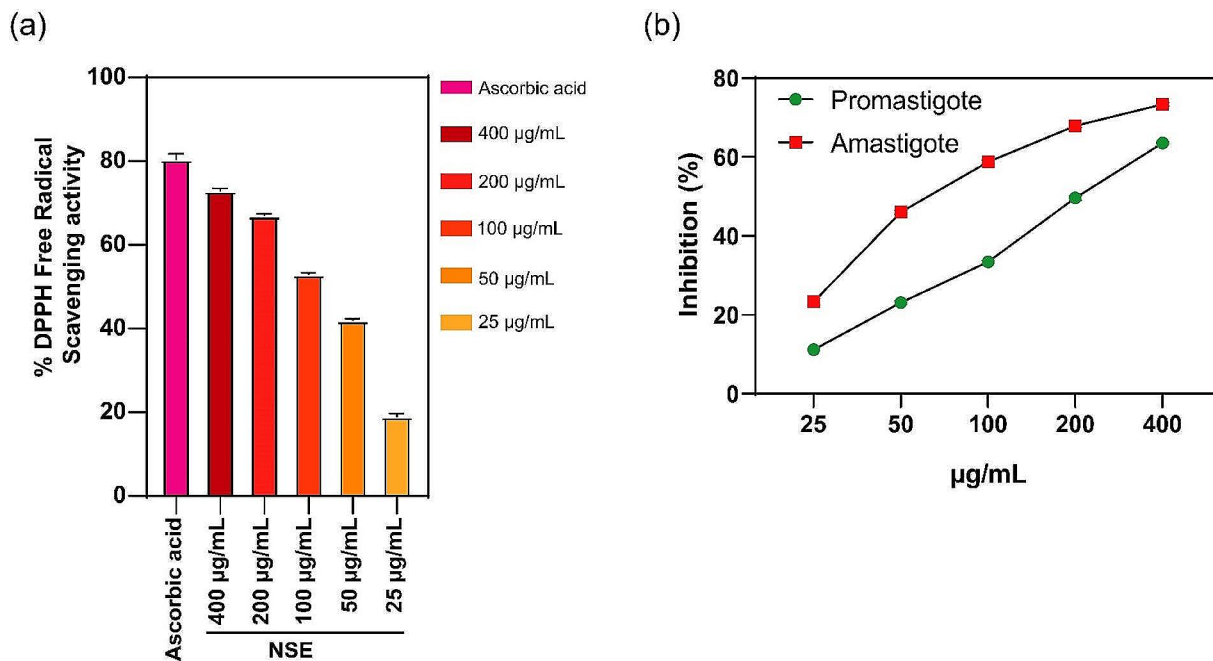 (a)
% DPPH Free Radical
Scavenging activity
100
80
60
40
20
0
Ascorbic acid
400 µg/mL
200 µg/mL
100 µg/mL
50 µg/mL
25 µg/mL
NSE
Ascorbic acid
400 µg/mL
200 µg/mL
100 µg/mL
50 µg/mL
25 µg/mL
(b)
Inhibition (%)
80
60
40
20
0
Promastigote
Amastigote
25 50 100 200 400
µg/mL